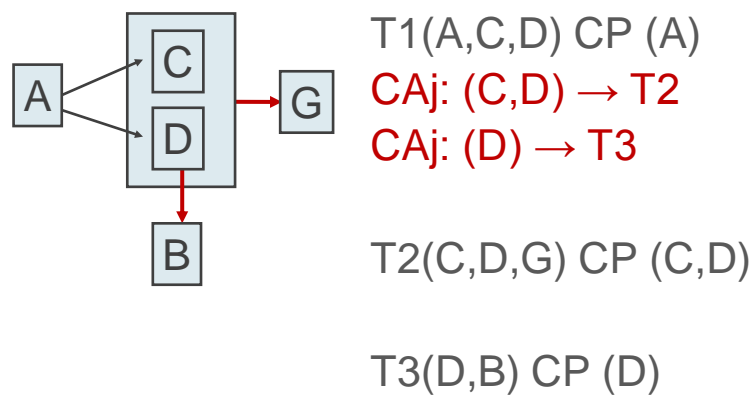 A
C
D
G
B
T1(A,C,D) CP (A)
CAj: (C,D) → T2
CAj: (D) → T3
T2(C,D,G) CP (C,D)
T3(D,B) CP (D)